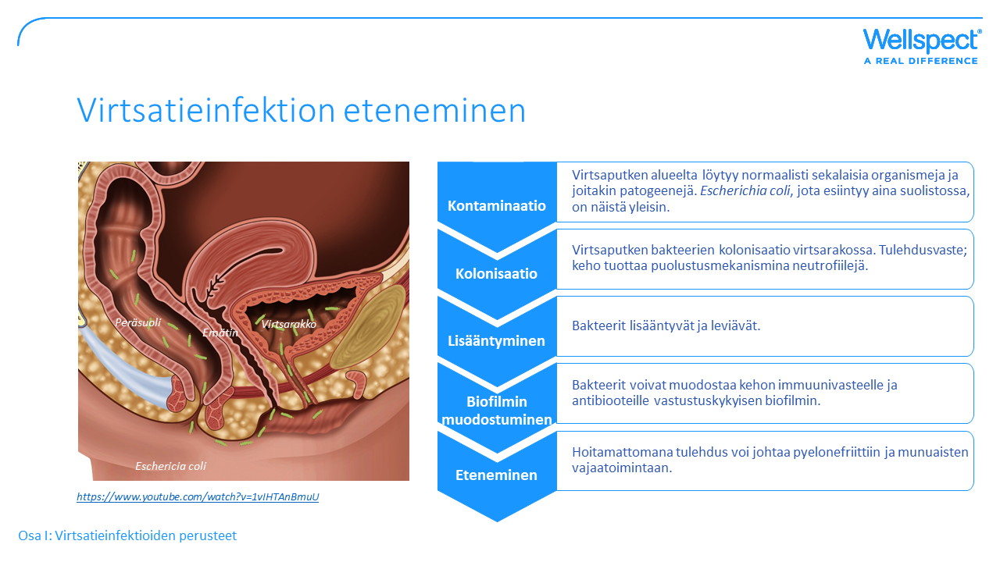 Wellspect®
A REAL DIFFERENCE
Virtsatieinfektion eteneminen
Peräsuoli
Emätin
Virtsarakko
Eschericia coli
https://www.youtube.com/watch?v=1vIHTAnBmuU
Kontaminaatio
Virtsaputken alueelta löytyy normaalisti sekalaisia organismeja ja
joitakin patogeenejä. Escherichia coli, jota esiintyy aina suolistossa,
on näistä yleisin.
Kolonisaatio
Virtsaputken bakteerien kolonisaatio virtsarakossa. Tulehdusvaste;
keho tuottaa puolustusmekanismina neutrofiilejä.
Lisääntyminen
Bakteerit lisääntyvät ja leviävät.
Biofilmin
muodostuminen
Bakteerit voivat muodostaa kehon immuunivasteelle ja
antibiooteille vastustuskykyisen biofilmin.
Eteneminen
Hoitamattomana tulehdus voi johtaa pyelonefriittiin ja munuaisten
vajaatoimintaan.
Osa I: Virtsatieinfektioiden perusteet